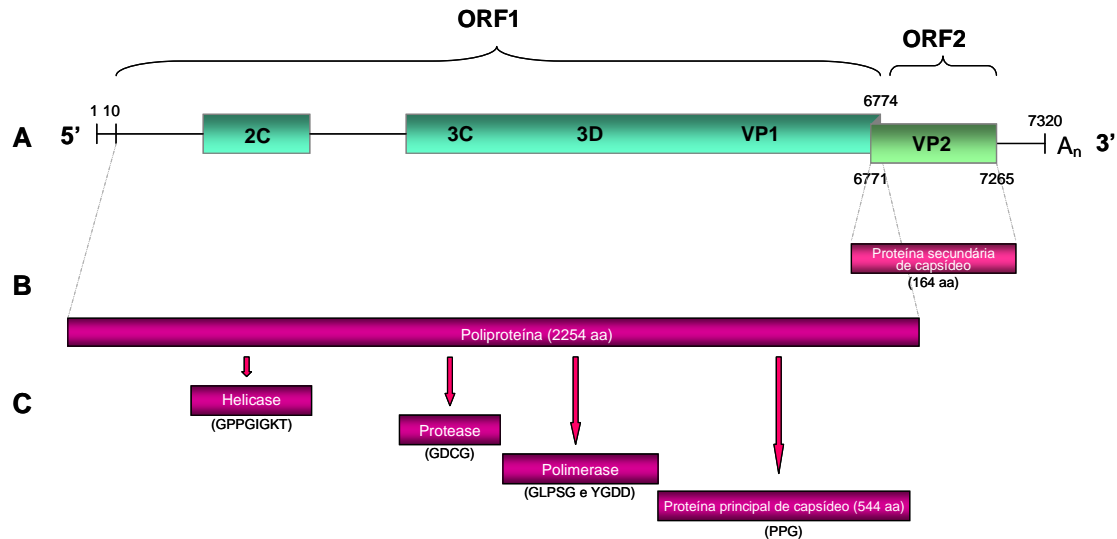 ORF1
ORF2
1 10
6774
7320
A
5’
2C
3C
3D
VP1
VP2
An
3’
6771
7265
Proteína secundária
de capsídeo
(164 aa)
B
Poliproteína (2254 aa)
C
Helicase
(GPPGIGKT)
Protease
(GDCG)
Polimerase
(GLPSG e YGDD)
Proteína principal de capsídeo (544 aa)
(PPG)